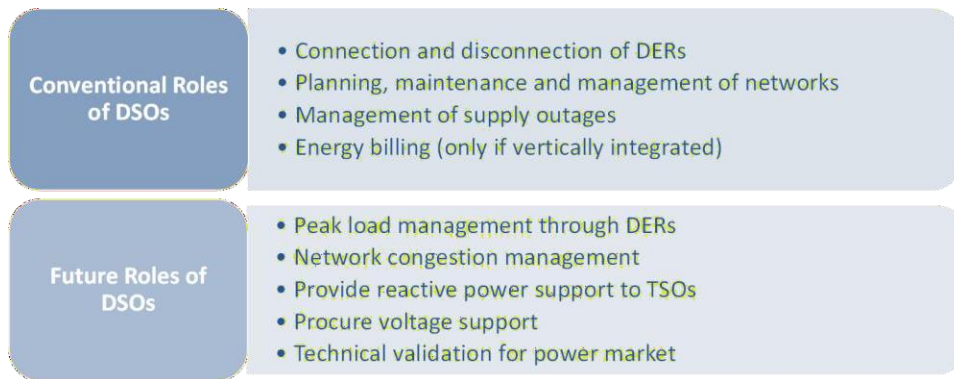 Conventional Roles
of DSOs
• Connection and disconnection of DERs
• Planning, maintenance and management of networks
• Management of supply outages
• Energy billing (only if vertically integrated)
Future Roles of
DSOs
• Peak load management through DERs
• Network congestion management
• Provide reactive power support to TSOs
• Procure voltage support
• Technical validation for power market